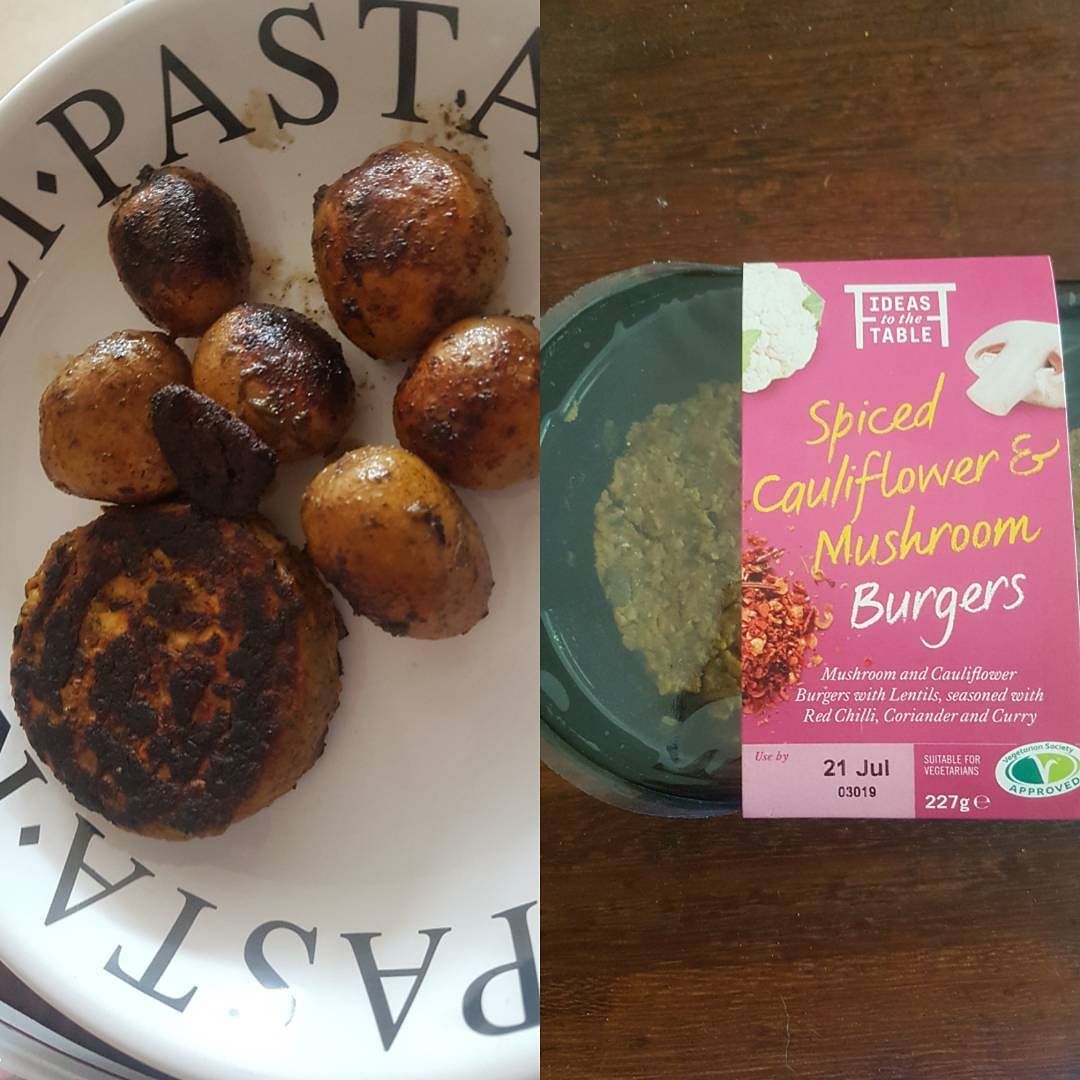 PASTA
PASTA
IDEAS
to the
TABLE
Spiced
Cauliflower &
Mushroom
Burgers
Mushroom and Cauliflower
Burgers with Lentils, seasoned with
Red Chilli, Coriander and Curry
Use by
21 Jul
03019
SUITABLE FOR
VEGETARIANS
227g e
Vegetarian Society
APPROVED